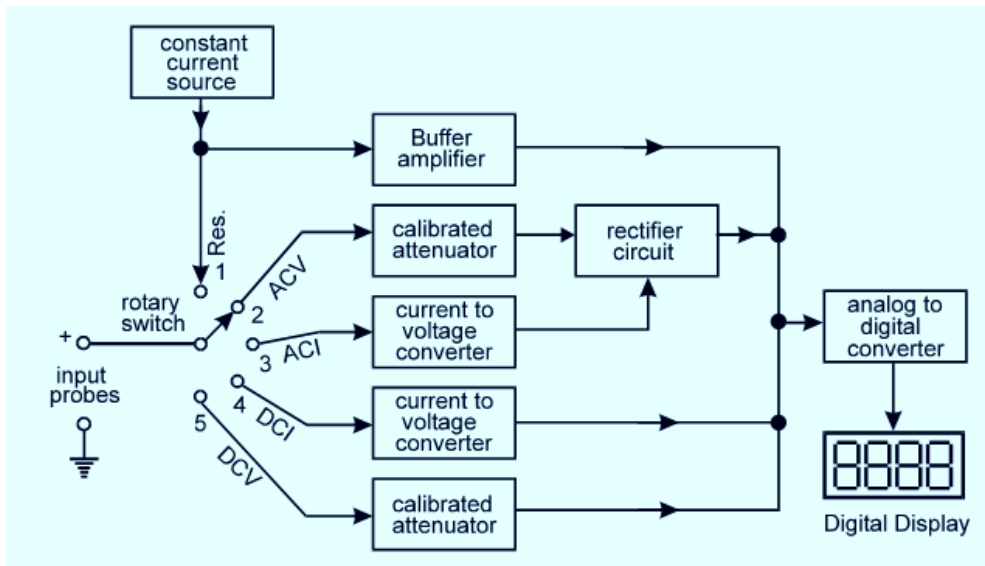 constant
current
source
Buffer
amplifier
Res.
1
calibrated
attenuator
rectifier
circuit
ACV
2
rotary
switch
+
input
probes
3 ACI
current to
voltage
converter
analog to
digital
converter
4 DCI
current to
voltage
converter
5
DCV
calibrated
attenuator
8888
Digital Display